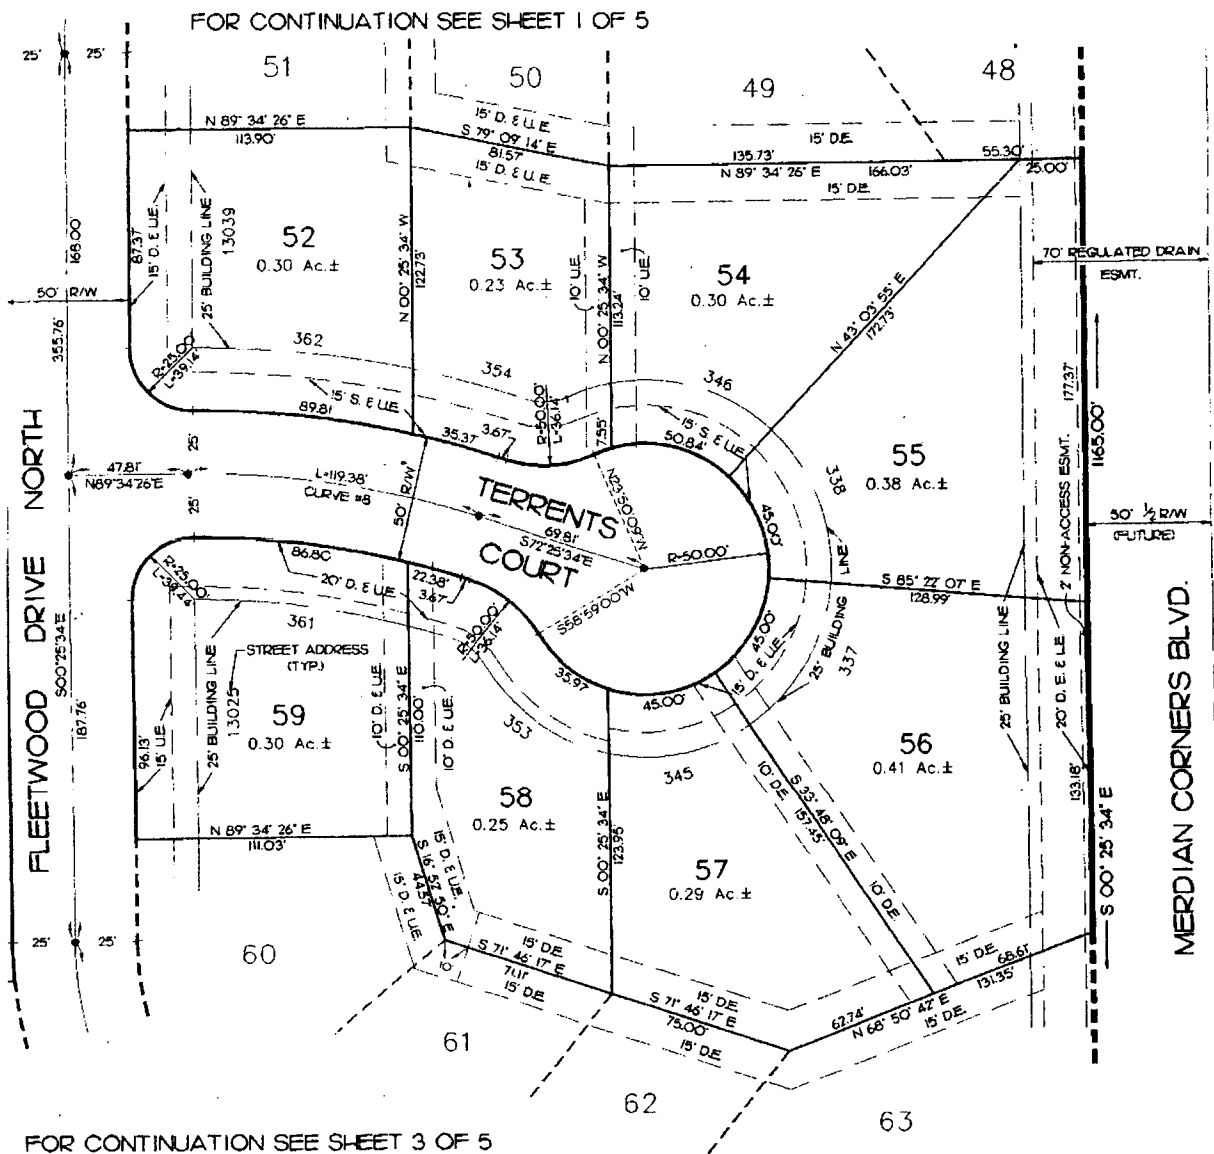 FOR CONTINUATION SEE SHEET 1 OF 5
25'
25'
51
50
49
48
N 89° 34' 26" E
113.90'
15' D. & U.E.
S 79° 09' 14" E
81.57'
15' D. & U.E.
15' D.E.
135.73'
55.30'
N 89° 34' 26" E
166.03'
25.00'
15' D.E.
168.00'
87.37'
15' D. & U.E.
25' BUILDING LINE
13039
52
0.30 Ac.±
N 00° 25' 34" W
122.73'
53
0.23 Ac.±
10' U.E.
N 00° 25' 34" W
113.24'
10' U.E.
54
0.30 Ac.±
N 43° 03' 55" E
172.73'
70' REGULATED DRAIN
ESMT.
50' R/W
355.76'
R=25.00'
L=39.14'
362
354
346
15' S. & U.E.
89.81'
35.37'
3.67'
R=50.00'
L=36.14'
7.55'
15' S. & U.E.
50.84'
177.37'
1165.00'
55
0.38 Ac.±
338
25'
47.81'
N89°34'26"E
25'
L=119.38'
CURVE #8
50' R/W
TERRENTS
COURT
69.81'
S72°25'34"E
N23°50'09"W
R=50.00'
45.00'
2' NON-ACCESS ESMT.
50' ½ R/W
(FUTURE)
FLEETWOOD DRIVE NORTH
S00°25'34"E
R=25.00'
L=39.44'
86.80'
20' D. & U.E.
22.38'
3.67'
R=50.00'
L=36.14'
S58°59'00"W
S 85° 22' 07" E
128.99'
45.00'
15' D. & U.E.
25' BUILDING LINE
337
361
STREET ADDRESS
(TYP.)
25' BUILDING LINE
13025
59
0.30 Ac.±
10' D. & U.E.
S 00° 25' 34" E
110.00'
10' D. & U.E.
35.97'
45.00'
353
345
25' BUILDING LINE
20' D. E. & L.E.
MERDIAN CORNERS BLVD.
187.76'
96.13'
15' U.E.
56
0.41 Ac.±
133.18'
10' D.E.
S 33° 48' 09" E
157.45'
10' D.E.
58
0.25 Ac.±
S 00° 25' 34" E
123.95'
57
0.29 Ac.±
N 89° 34' 26" E
111.03'
15' D. & U.E.
S 16° 52' 50" E
44.57'
15' D. & U.E.
S 00° 25' 34" E
25'
25'
60
10'
15' D.E.
S 71° 46' 17" E
71.11'
15' D.E.
15' D.E.
S 71° 46' 17" E
75.00'
15' D.E.
62.74'
N 68° 50' 42" E
15' D.E.
15' D.E.
68.61'
131.35'
61
62
63
FOR CONTINUATION SEE SHEET 3 OF 5